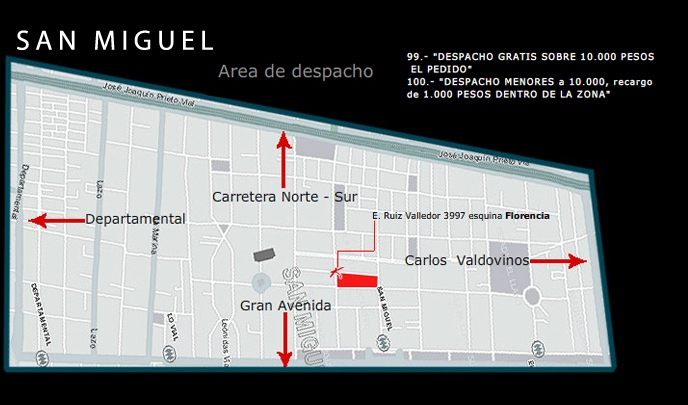 SAN MIGUEL
Area de despacho
99.- "DESPACHO GRATIS SOBRE 10.000 PESOS
EL PEDIDO"
100.- "DESPACHO MENORES a 10.000, recargo
de 1.000 PESOS DENTRO DE LA ZONA"
José Joaquín Prieto Vial
José Joaquín Prieto Vial
Departamental
Lazo
Carretera Norte - Sur
Departamental
Marina
E. Ruiz Valledor 3997 esquina Florencia
Carlos Valdovinos
Gran Avenida
SAN MIGUEL
DEPARTAMENTAL
Lazo
LO VIAL
Leónidas Vial
SAN MIGUEL